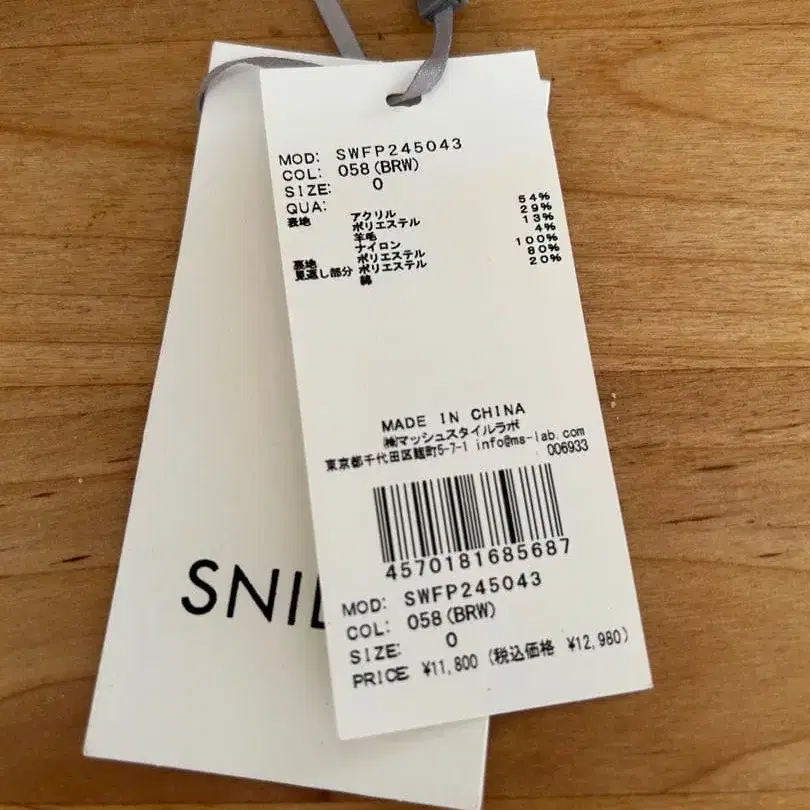 MOD: SWFP245043
COL: 058(BRW)
SIZE: 0
QUA:
表地 アクリル 54%
ポリエステル 29%
羊毛 13%
ナイロン 4%
裏地 ポリエステル 100%
見返し部分 ポリエステル 80%
綿 20%
MADE IN CHINA
㈱マッシュスタイルラボ
東京都千代田区麹町5-7-1 info@ms-lab.com
006933
4570181685687
MOD: SWFP245043
COL: 058(BRW)
SIZE: 0
PRICE ¥11,800 (税込価格 ¥12,980)
SNI